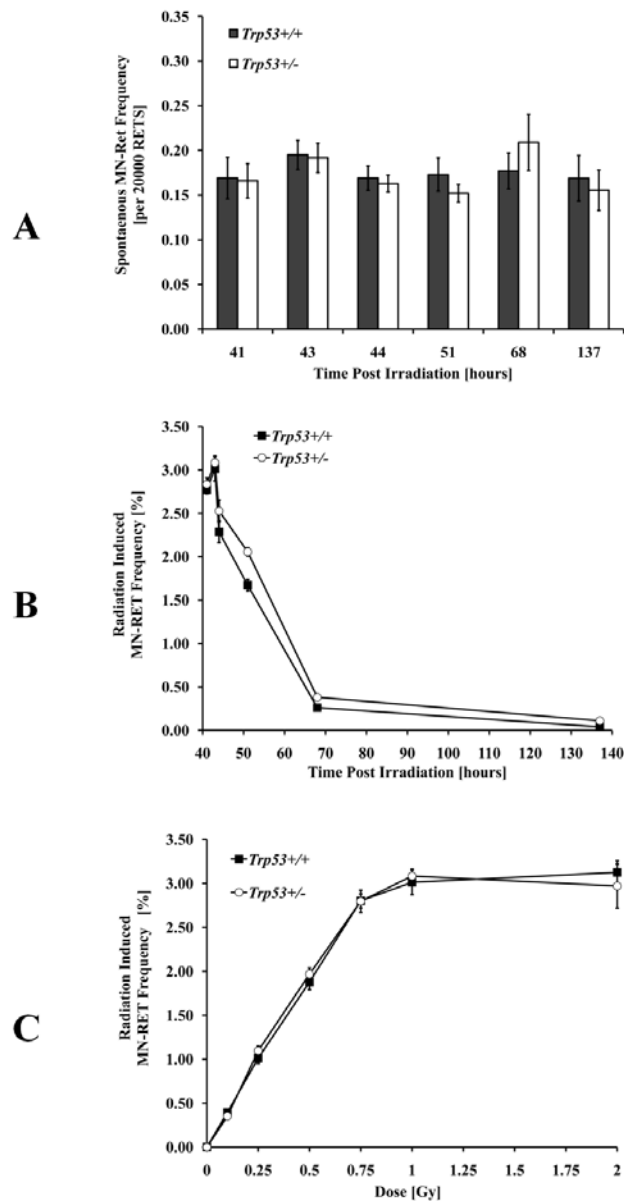 A
Spontaenous MN-Ret Frequency
[per 20000 RETS]
0.35
0.30
0.25
0.20
0.15
0.10
0.05
0.00
Trp53+/+
Trp53+/-
41 43 44 51 68 137
Time Post Irradiation [hours]
B
Radiation Induced
MN-RET Frequency [%]
3.50
3.00
2.50
2.00
1.50
1.00
0.50
0.00
Trp53+/+
Trp53+/-
40 50 60 70 80 90 100 110 120 130 140
Time Post Irradiation [hours]
C
Radiation Induced
MN-RET Frequency [%]
3.50
3.00
2.50
2.00
1.50
1.00
0.50
0.00
Trp53+/+
Trp53+/-
0 0.25 0.5 0.75 1 1.25 1.5 1.75 2
Dose [Gy]